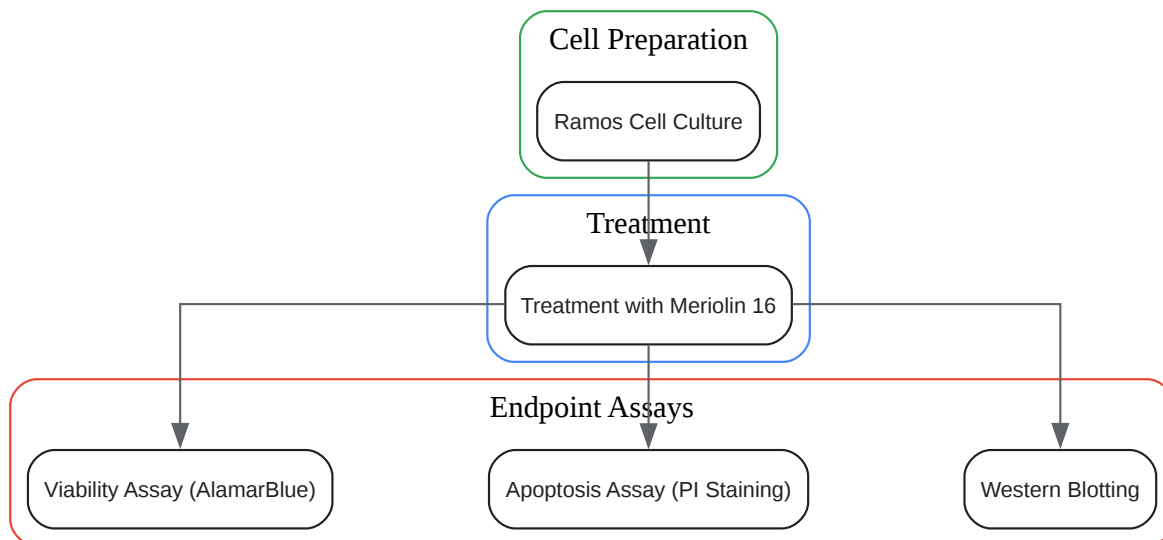 Cell Preparation
Ramos Cell Culture
Treatment
Treatment with Meriolin 16
Endpoint Assays
Viability Assay (AlamarBlue)
Apoptosis Assay (PI Staining)
Western Blotting